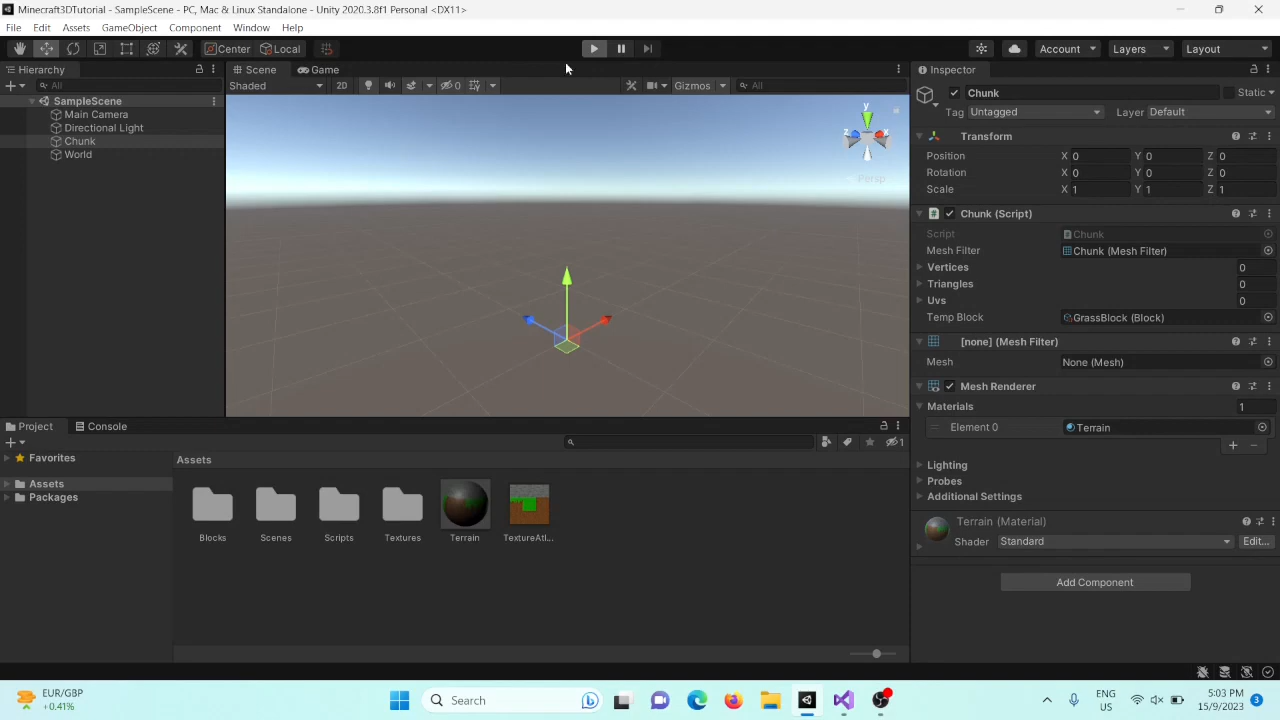 Minecraft3DTutorial - SampleScene - PC, Mac & Linux Standalone - Unity 2020.3.8f1 Personal <DX11>
File Edit Assets GameObject Component Window Help
Center Local Account Layers Layout
Hierarchy Scene Game Inspector
All Shaded 2D 0 Gizmos All Chunk Static
SampleScene
Main Camera
Directional Light
Chunk
World
y
z x
Persp
Tag Untagged Layer Default
Transform
Position X 0 Y 0 Z 0
Rotation X 0 Y 0 Z 0
Scale X 1 Y 1 Z 1
# Chunk (Script)
Script Chunk
Mesh Filter Chunk (Mesh Filter)
Vertices 0
Triangles 0
Uvs 0
Temp Block GrassBlock (Block)
[none] (Mesh Filter)
Mesh None (Mesh)
Mesh Renderer
Materials 1
Element 0 Terrain
Lighting
Probes
Additional Settings
Terrain (Material)
Shader Standard Edit...
Add Component
Project Console
1
Favorites
Assets
Packages
Assets
Blocks Scenes Scripts Textures Terrain TextureAtl...
EUR/GBP
+0.41%
Search
ENG
US
5:03 PM
15/9/2023
3